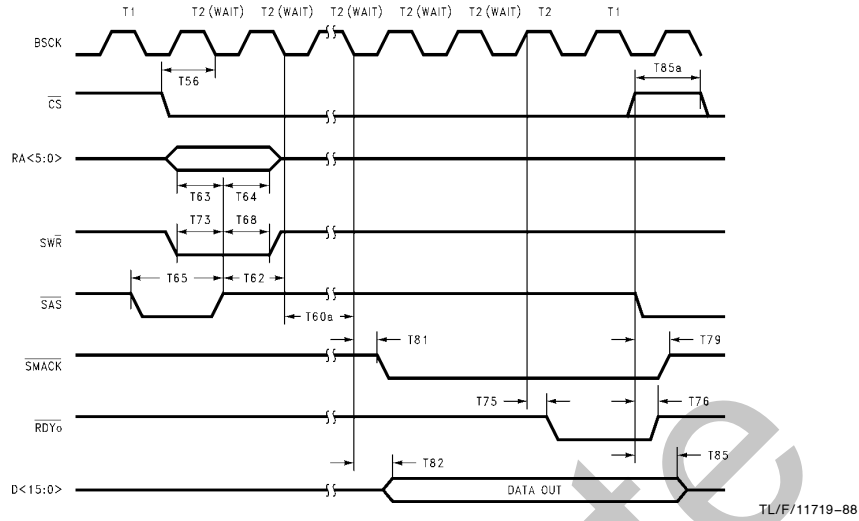 T1 T2 (WAIT) T2 (WAIT) T2 (WAIT) T2 (WAIT) T2 (WAIT) T2 T1
BSCK
T56
T85a
CS
RA<5:0>
T63 T64
T73 T68
SWR
T65 T62
SAS
T60a
T81 T79
SMACK
T75 T76
RDYo
T82 T85
D<15:0>
DATA OUT
TL/F/11719-88